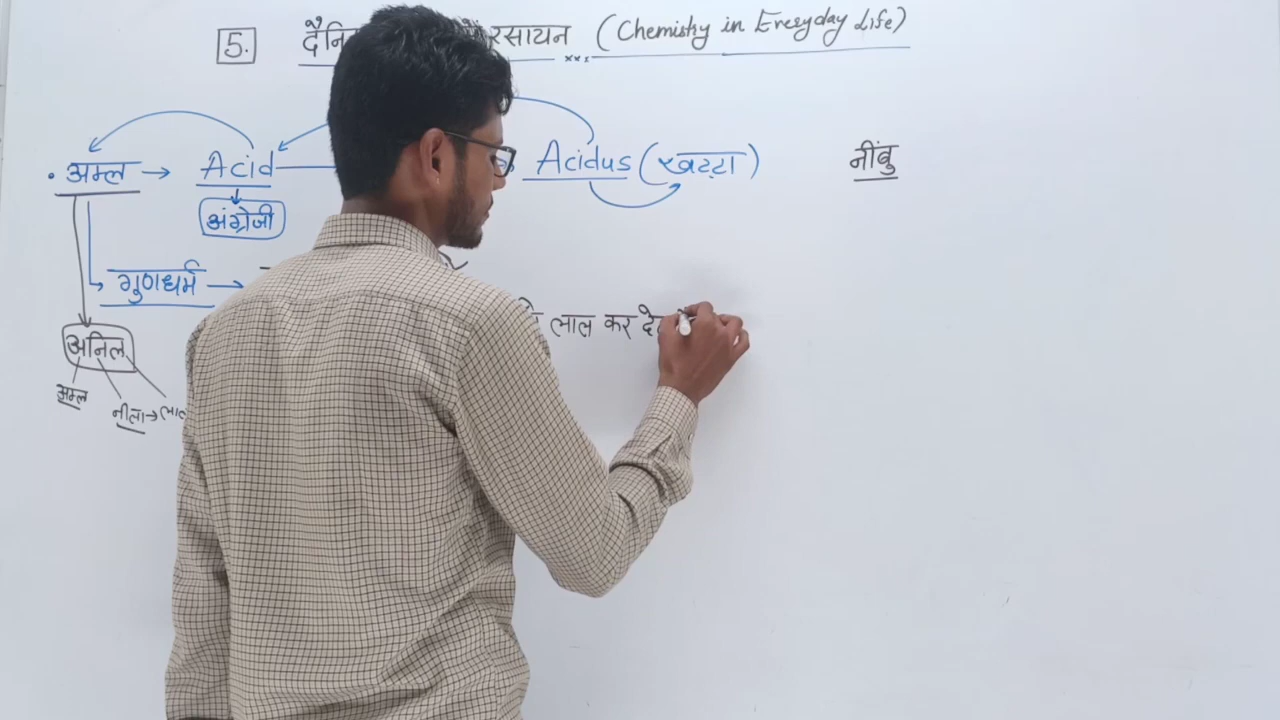 5. रसायन (Chemistry in Everyday Life)
• अम्ल → Acid Acidus (खट्टा) नींबु
अंग्रेजी
गुणधर्म →
लाल कर
अनिल
अम्ल
नीला → लाल